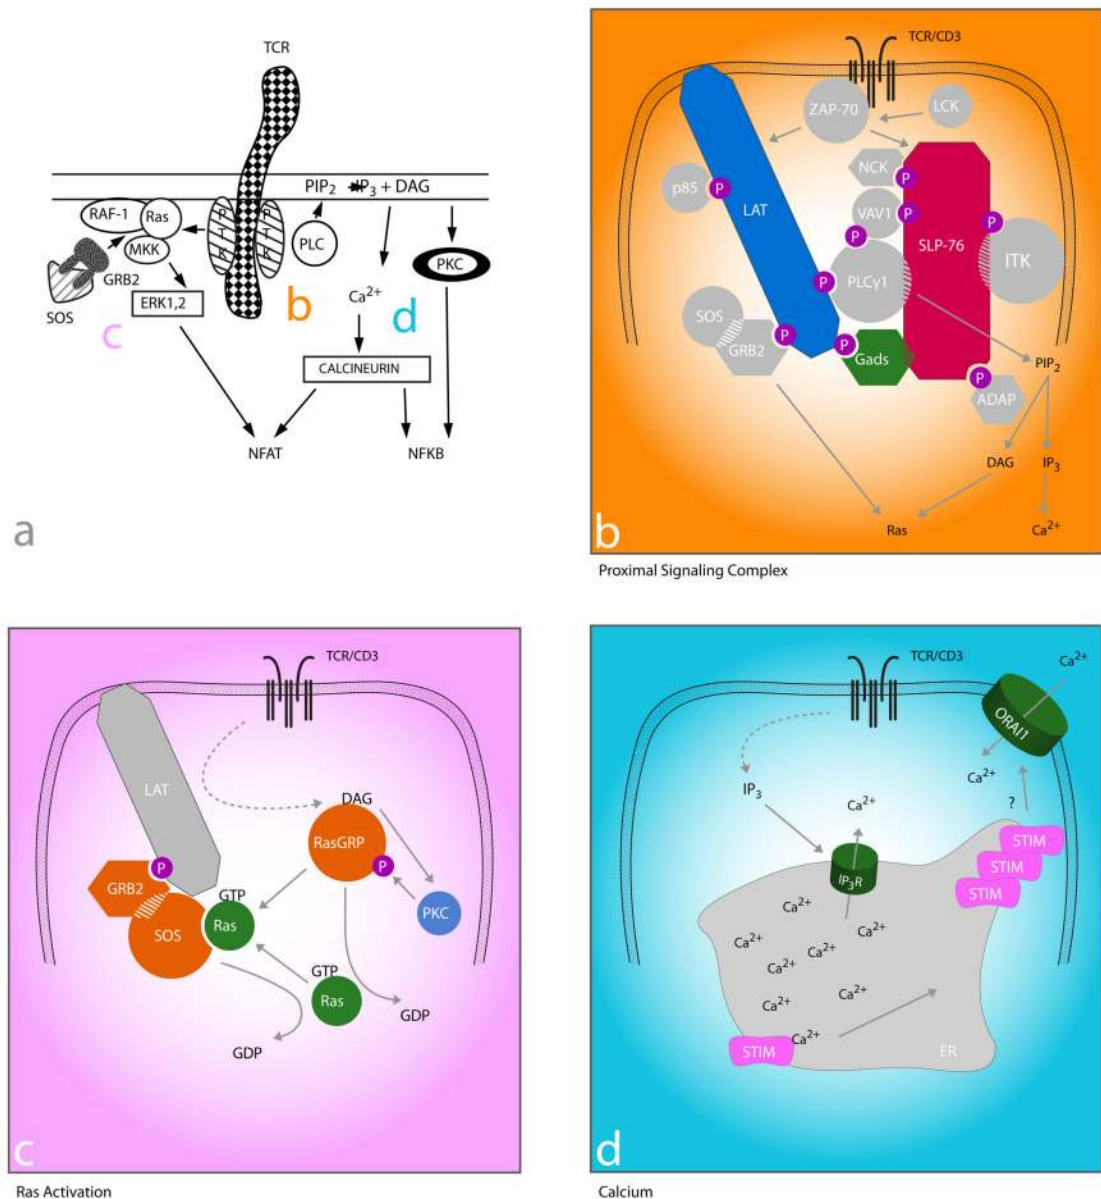 TCR
PIP2 IP3 + DAG
RAF-1
Ras
P
T
K
P
T
K
PLC
MKK
PKC
GRB2
SOS
ERK1,2
Ca2+
b
c
d
CALCINEURIN
NFAT
NFKB
a
TCR/CD3
ZAP-70
LCK
NCK
P
p85
P
LAT
VAV1
P
P
P
SLP-76
ITK
P
PLCγ1
SOS
GRB2
P
P
Gads
P
ADAP
PIP2
DAG
IP3
Ras
Ca2+
b
Proximal Signaling Complex
TCR/CD3
LAT
DAG
RasGRP
P
P
GRB2
GTP
SOS
Ras
PKC
GTP
Ras
GDP
GDP
c
Ras Activation
TCR/CD3
Ca2+
ORAI1
Ca2+
IP3
Ca2+
?
STIM
STIM
STIM
IP3R
Ca2+
Ca2+
Ca2+
Ca2+
Ca2+
Ca2+
Ca2+
Ca2+
STIM
ER
d
Calcium